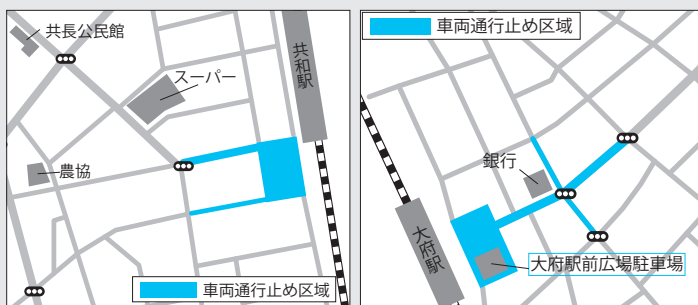 共長公民館
スーパー
共和駅
農協
車両通行止め区域
車両通行止め区域
銀行
大府駅
大府駅前広場駐車場